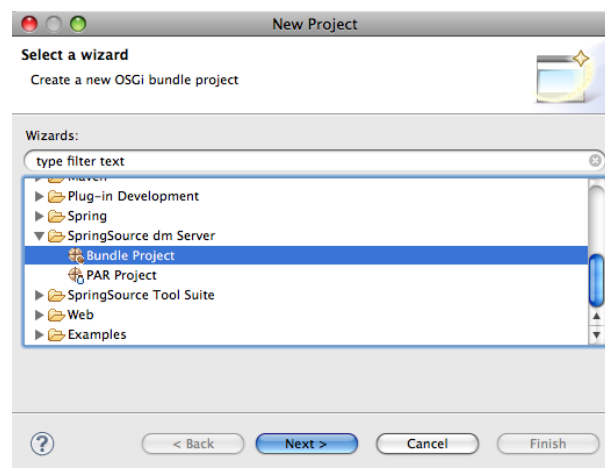 New Project
Select a wizard
Create a new OSGi bundle project
Wizards:
type filter text
Maven
Plug-in Development
Spring
SpringSource dm Server
Bundle Project
PAR Project
SpringSource Tool Suite
Web
Examples
? < Back Next > Cancel Finish